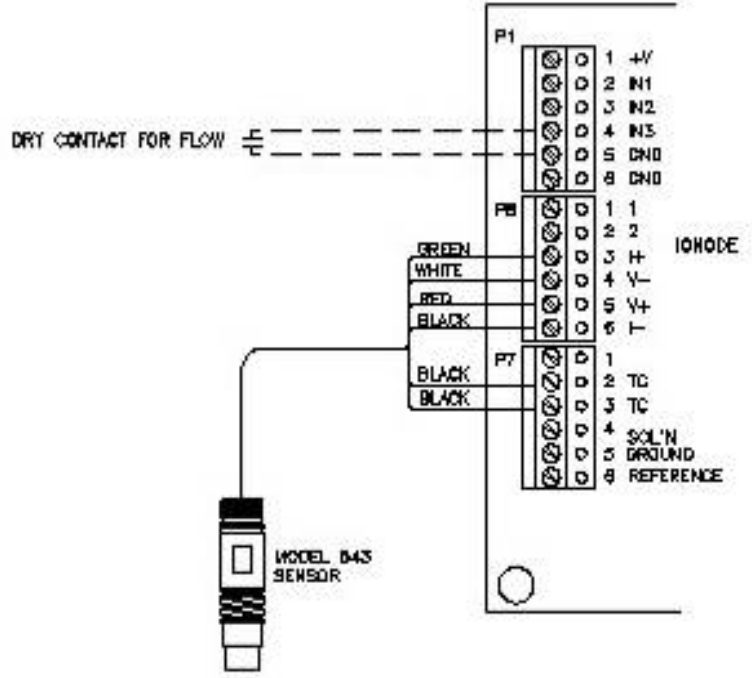 P1
1 +V
2 IN1
3 IN2
DRY CONTACT FOR FLOW
4 IN3
5 GND
6 GND
P6
1 1
2 2
IONODE
GREEN
3 I+
WHITE
4 V-
RED
5 V+
BLACK
6 I-
P7
1
BLACK
2 TC
BLACK
3 TC
4 SOL'N
5 GROUND
6 REFERENCE
MODEL 643
SENSOR